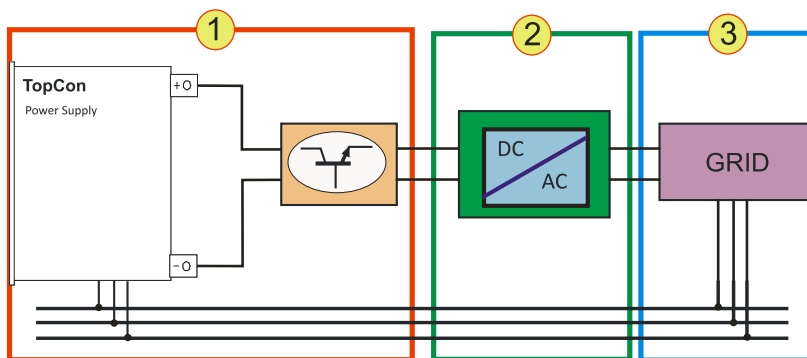 1
2
3
TopCon
Power Supply
+
-
DC
AC
GRID